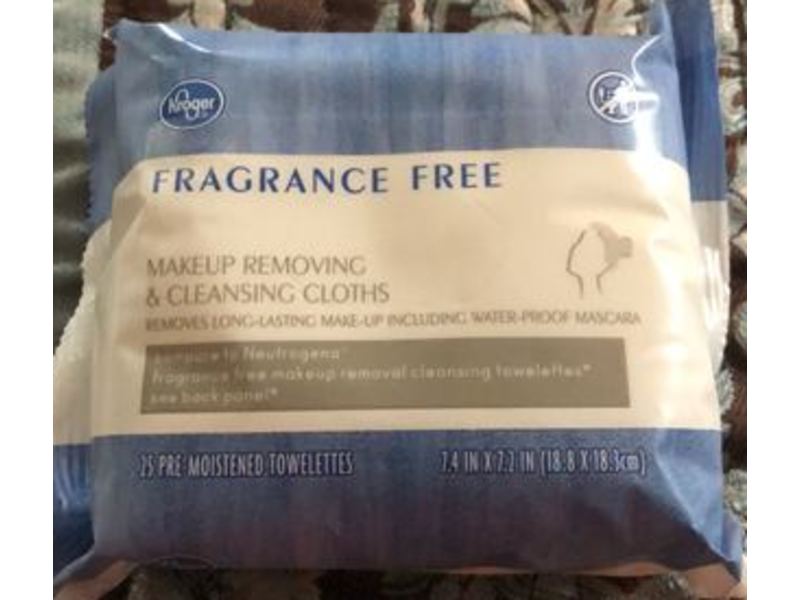 Kroger
FRAGRANCE FREE
MAKEUP REMOVING
& CLEANSING CLOTHS
REMOVES LONG-LASTING MAKE-UP INCLUDING WATER-PROOF MASCARA
compare to Neutrogena
fragrance free makeup removal cleansing towelettes*
see back panel*
25 PRE-MOISTENED TOWELETTES
7.4 IN X 7.2 IN (18.8 X 18.3cm)